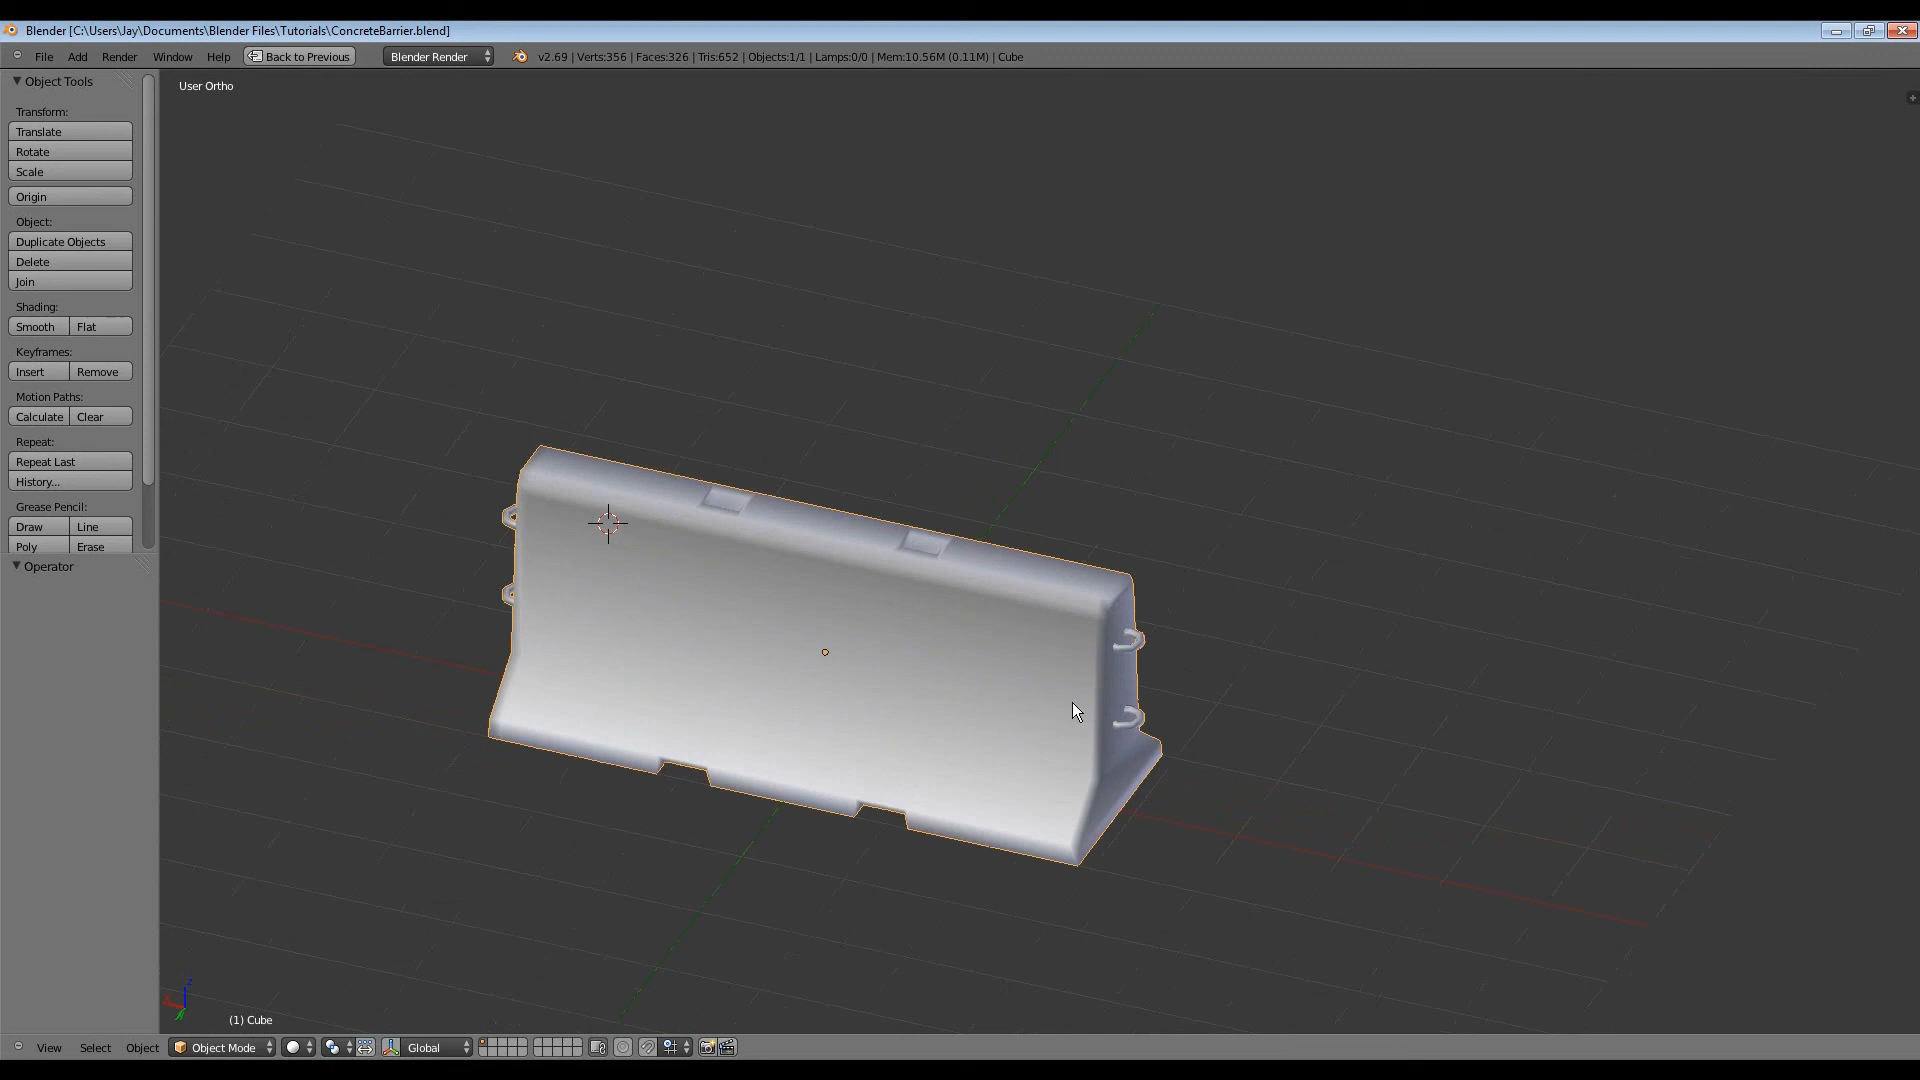 Blender [C:\Users\Jay\Documents\Blender Files\Tutorials\ConcreteBarrier.blend]
File Add Render Window Help Back to Previous Blender Render v2.69 | Verts:356 | Faces:326 | Tris:652 | Objects:1/1 | Lamps:0/0 | Mem:10.56M (0.11M) | Cube
Object Tools
User Ortho
Transform:
Translate
Rotate
Scale
Origin
Object:
Duplicate Objects
Delete
Join
Shading:
Smooth Flat
Keyframes:
Insert Remove
Motion Paths:
Calculate Clear
Repeat:
Repeat Last
History...
Grease Pencil:
Draw Line
Poly Erase
Operator
z
(1) Cube
View Select Object Object Mode Global